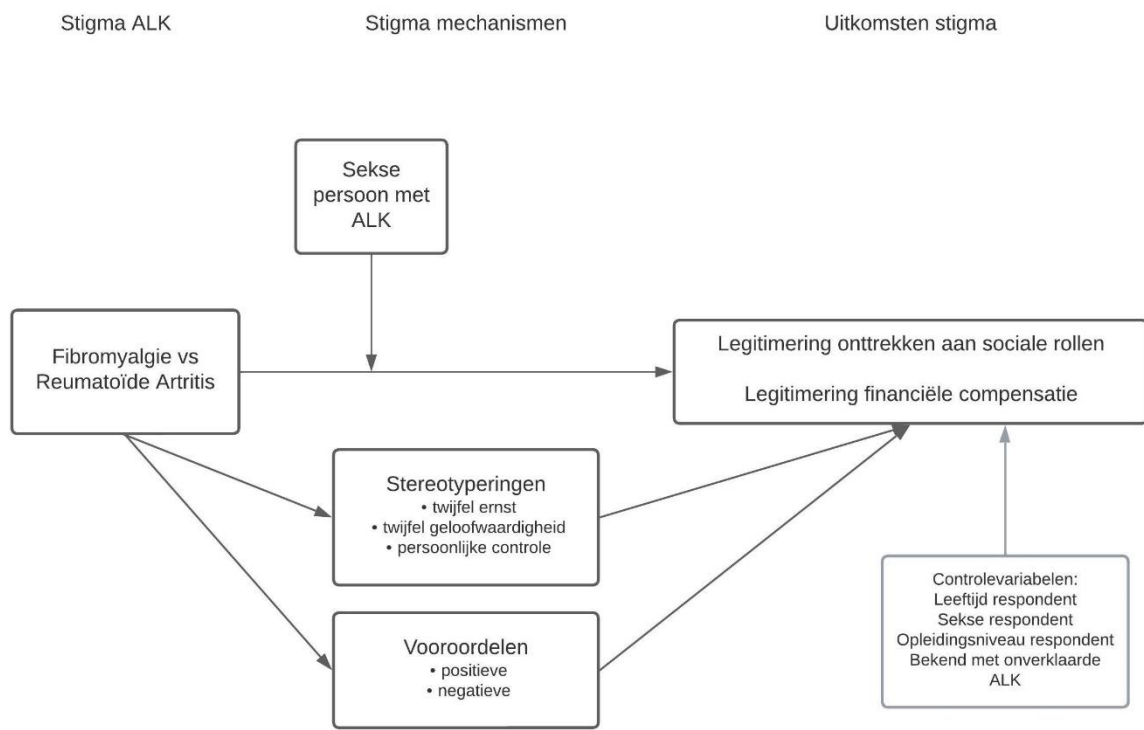 Stigma ALK
Stigma mechanismen
Uitkomsten stigma
Sekse
persoon met
ALK
Fibromyalgie vs
Reumatoïde Artritis
Legitimering onttrekken aan sociale rollen
Legitimering financiële compensatie
Stereotyperingen
• twijfel ernst
• twijfel geloofwaardigheid
• persoonlijke controle
Vooroordelen
• positieve
• negatieve
Controlevariabelen:
Leeftijd respondent
Sekse respondent
Opleidingsniveau respondent
Bekend met onverklaarde
ALK